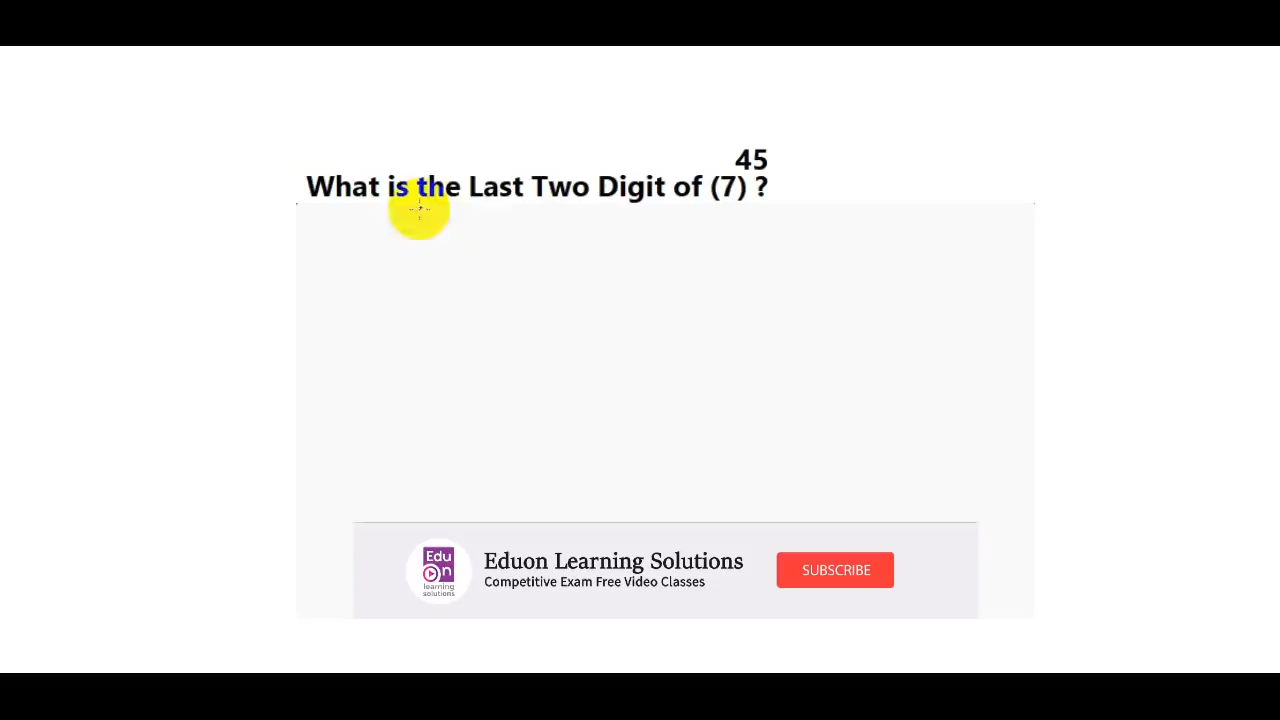 45
What is the Last Two Digit of (7) ?
Edu
On
learning
solutions
Eduon Learning Solutions
Competitive Exam Free Video Classes
SUBSCRIBE